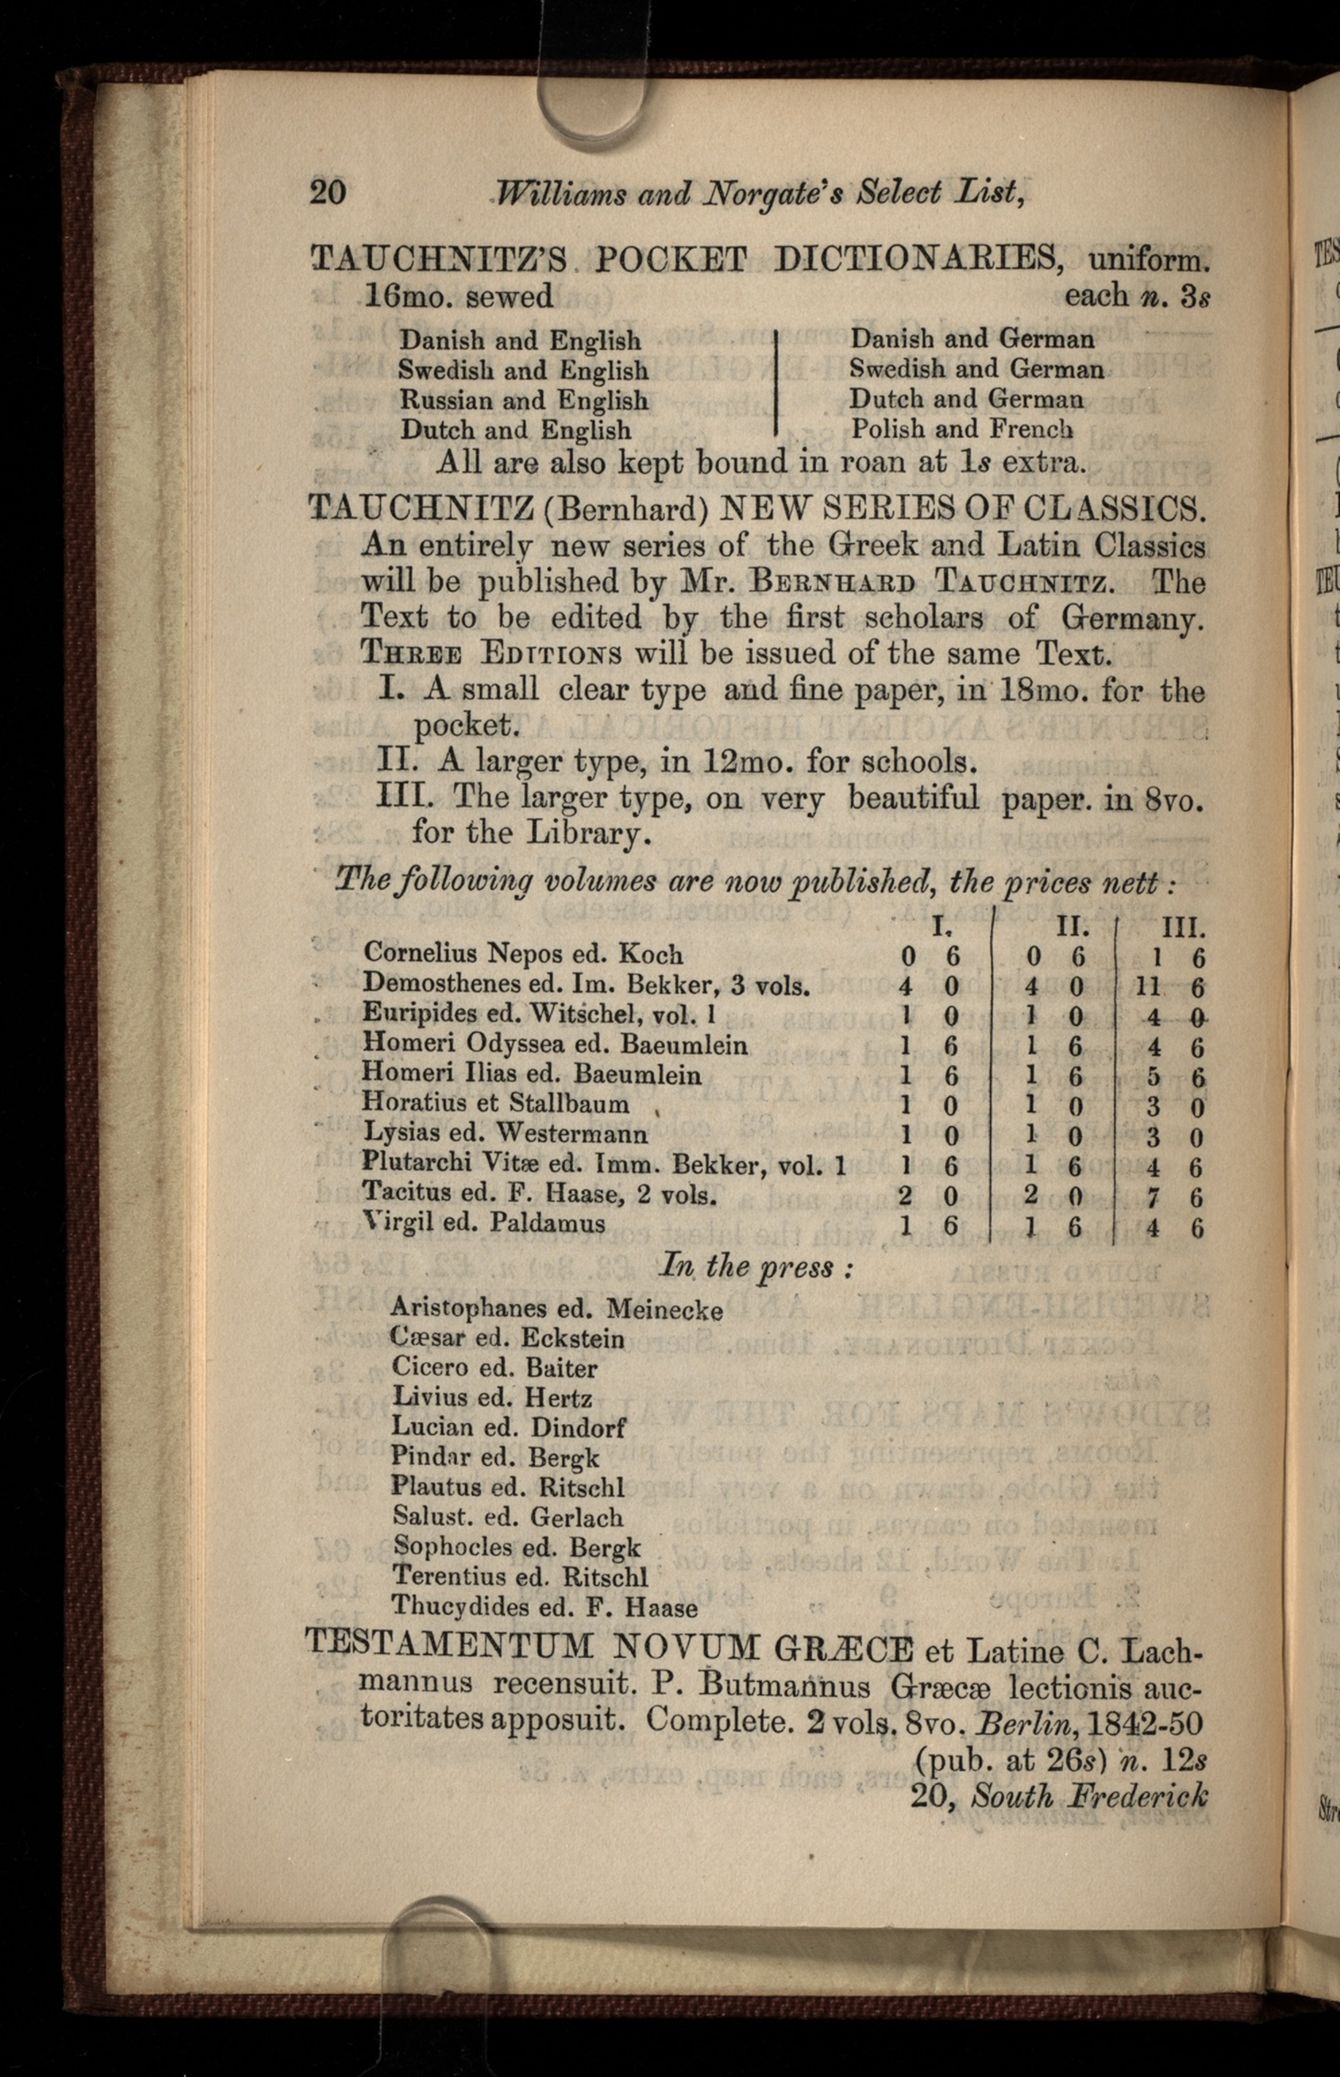 20 Williams and Norgate's Select List,
TAUCHNITZ'S POCKET DICTIONARIES, uniform.
16mo. sewed each n. 3s
Danish and English
Swedish and English
Russian and English
Dutch and English
Danish and German
Swedish and German
Dutch and German
Polish and French
All are also kept bound in roan at 1s extra.
TAUCHNITZ (Bernhard) NEW SERIES OF CLASSICS.
An entirely new series of the Greek and Latin Classics
will be published by Mr. BERNHARD TAUCHNITZ. The
Text to be edited by the first scholars of Germany.
THREE EDITIONS will be issued of the same Text.
I. A small clear type and fine paper, in 18mo. for the
pocket.
II. A larger type, in 12mo. for schools.
III. The larger type, on very beautiful paper. in 8vo.
for the Library.
The following volumes are now published, the prices nett :
I. II. III.
Cornelius Nepos ed. Koch 0 6 0 6 1 6
Demosthenes ed. Im. Bekker, 3 vols. 4 0 4 0 11 6
Euripides ed. Witschel, vol. 1 1 0 1 0 4 0
Homeri Odyssea ed. Baeumlein 1 6 1 6 4 6
Homeri Ilias ed. Baeumlein 1 6 1 6 5 6
Horatius et Stallbaum 1 0 1 0 3 0
Lysias ed. Westermann 1 0 1 0 3 0
Plutarchi Vitæ ed. Imm. Bekker, vol. 1 1 6 1 6 4 6
Tacitus ed. F. Haase, 2 vols. 2 0 2 0 7 6
Virgil ed. Paldamus 1 6 1 6 4 6
In the press :
Aristophanes ed. Meinecke
Cæsar ed. Eckstein
Cicero ed. Baiter
Livius ed. Hertz
Lucian ed. Dindorf
Pindar ed. Bergk
Plautus ed. Ritschl
Salust. ed. Gerlach
Sophocles ed. Bergk
Terentius ed. Ritschl
Thucydides ed. F. Haase
TESTAMENTUM NOVUM GRÆCE et Latine C. Lach-
mannus recensuit. P. Butmannus Græcæ lectionis auc-
toritates apposuit. Complete. 2 vols. 8vo. Berlin, 1842-50
(pub. at 26s) n. 12s
20, South Frederick